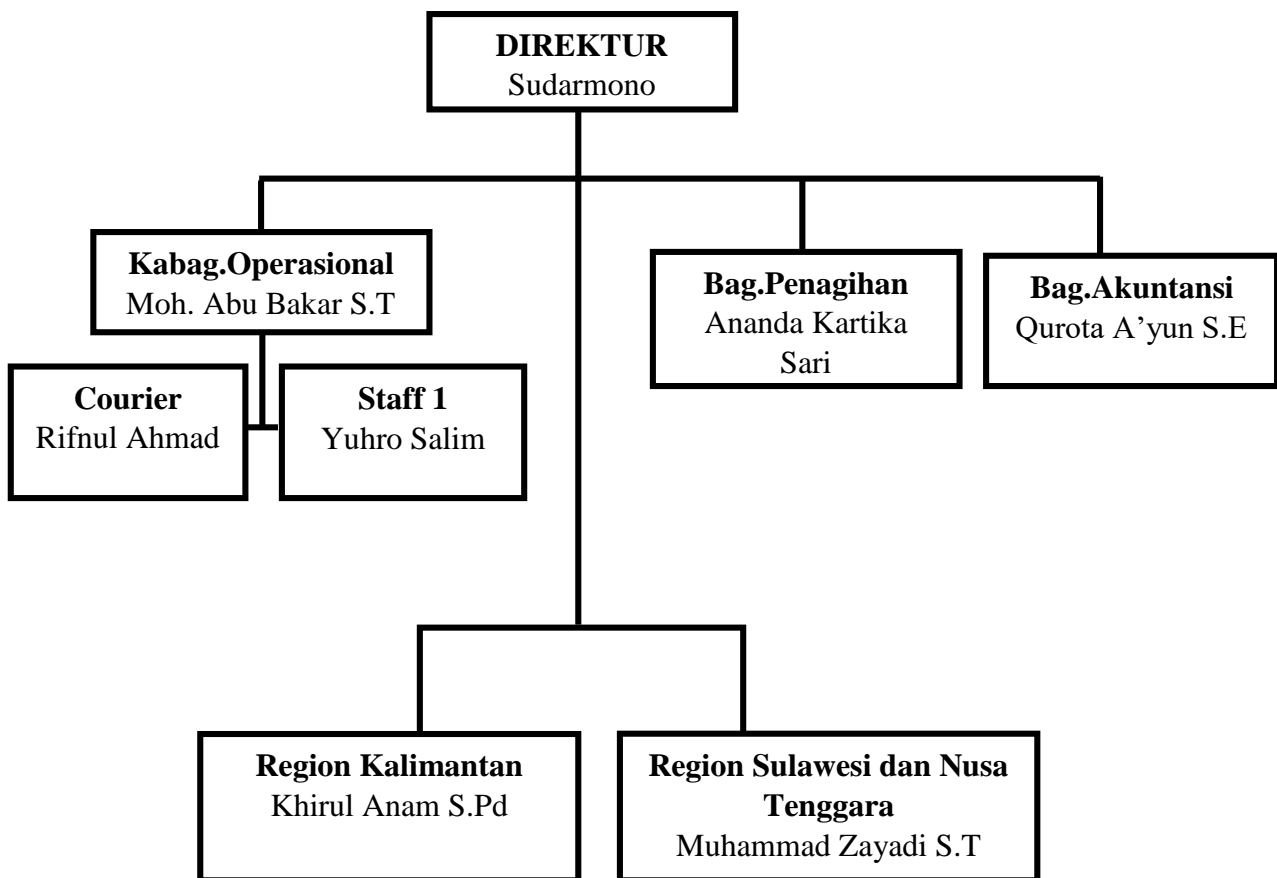 DIREKTUR
Sudarmono
Kabag.Operasional
Moh. Abu Bakar S.T
Bag.Penagihan
Ananda Kartika
Sari
Bag.Akuntansi
Qurota A’yun S.E
Courier
Rifnul Ahmad
Staff 1
Yuhro Salim
Region Kalimantan
Khirul Anam S.Pd
Region Sulawesi dan Nusa
Tenggara
Muhammad Zayadi S.T